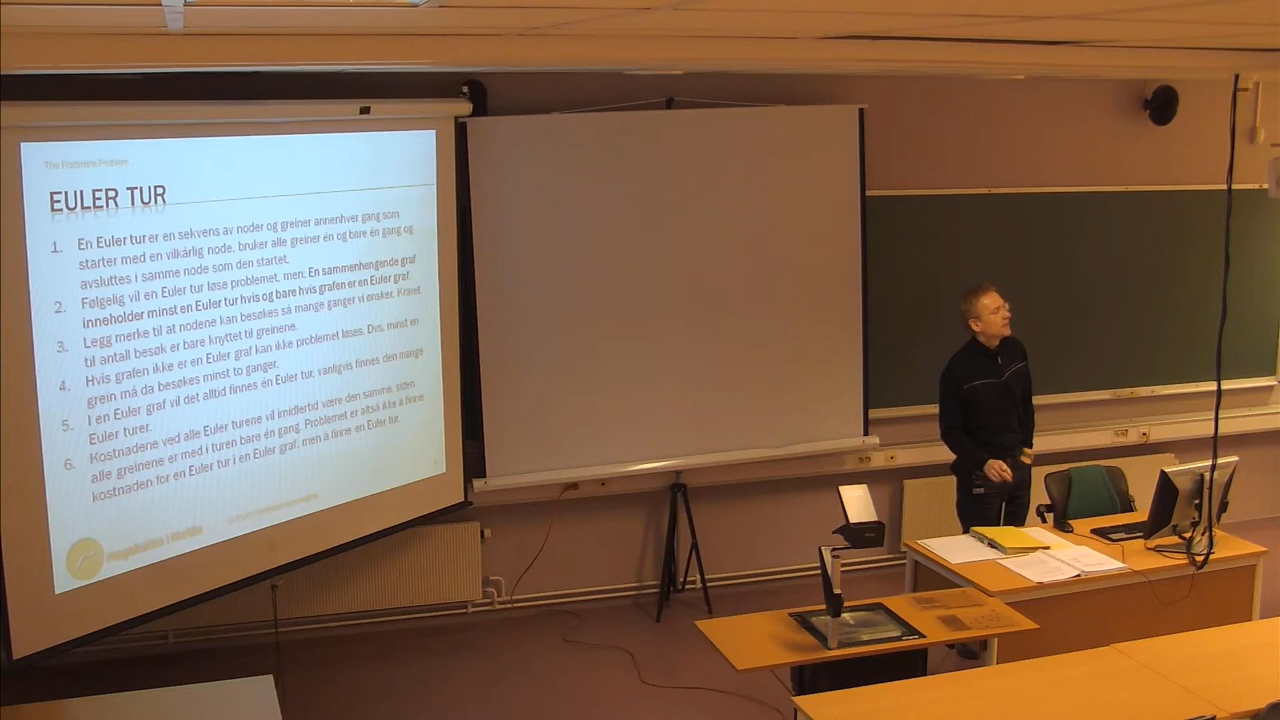 The Postmans Problem
EULER TUR
1. En Euler tur er en sekvens av noder og greiner annenhver gang som
starter med en vilkårlig node, bruker alle greiner én og bare én gang og
avsluttes i samme node som den startet.
2. Følgelig vil en Euler tur løse problemet, men: En sammenhengende graf
inneholder minst en Euler tur hvis og bare hvis grafen er en Euler graf.
3. Legg merke til at nodene kan besøkes så mange ganger vi ønsker. Kravet
til antall besøk er bare knyttet til greinene.
4. Hvis grafen ikke er en Euler graf kan ikke problemet løses. Dvs. minst en
grein må da besøkes minst to ganger.
5. I en Euler graf vil det alltid finnes én Euler tur, vanligvis finnes den mange
Euler turer.
6. Kostnadene ved alle Euler turene vil imidlertid være den samme, siden
alle greinene er med i turen bare én gang. Problemet er altså ikke å finne
kostnaden for en Euler tur i en Euler graf, men å finne en Euler tur.
Høgskolen i Molde